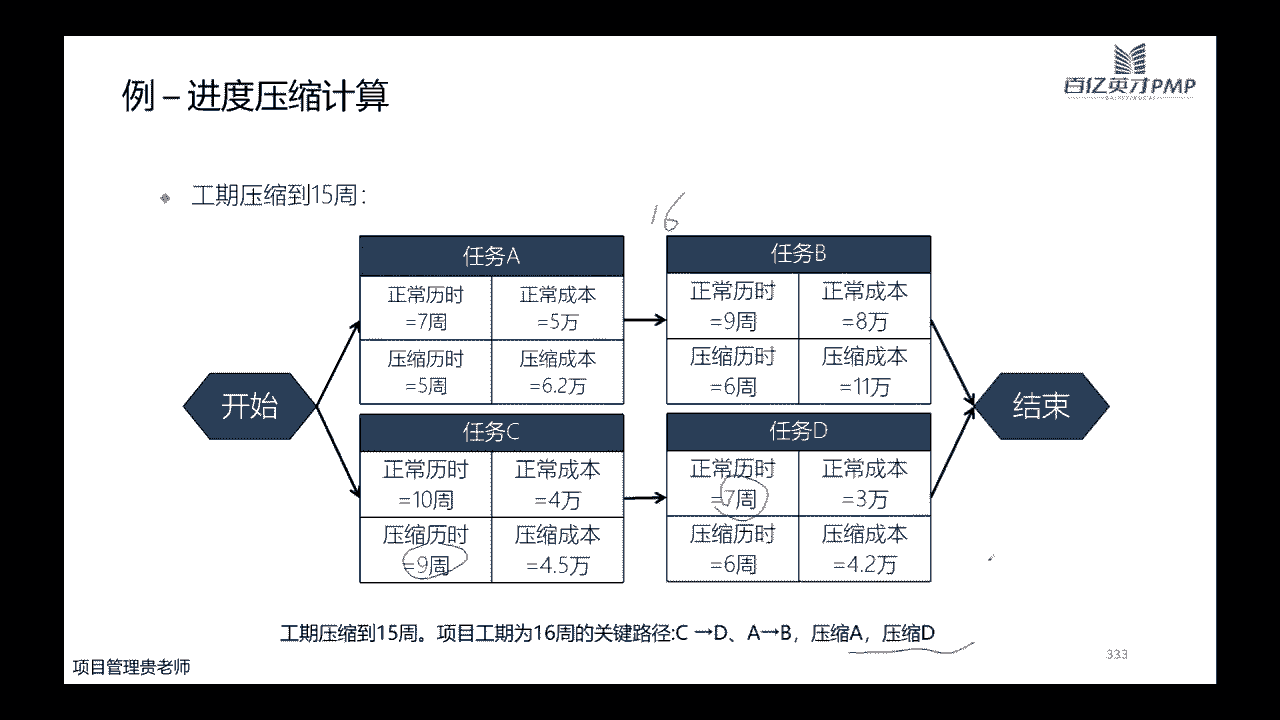 百亿英才PMP
例 – 进度压缩计算
工期压缩到15周：
16
任务A
正常历时
=7周
正常成本
=5万
压缩历时
=5周
压缩成本
=6.2万
任务B
正常历时
=9周
正常成本
=8万
压缩历时
=6周
压缩成本
=11万
开始
结束
任务C
正常历时
=10周
正常成本
=4万
压缩历时
=9周
压缩成本
=4.5万
任务D
正常历时
=7周
正常成本
=3万
压缩历时
=6周
压缩成本
=4.2万
工期压缩到15周。项目工期为16周的关键路径:C →D、A→B，压缩A，压缩D
项目管理贵老师
333